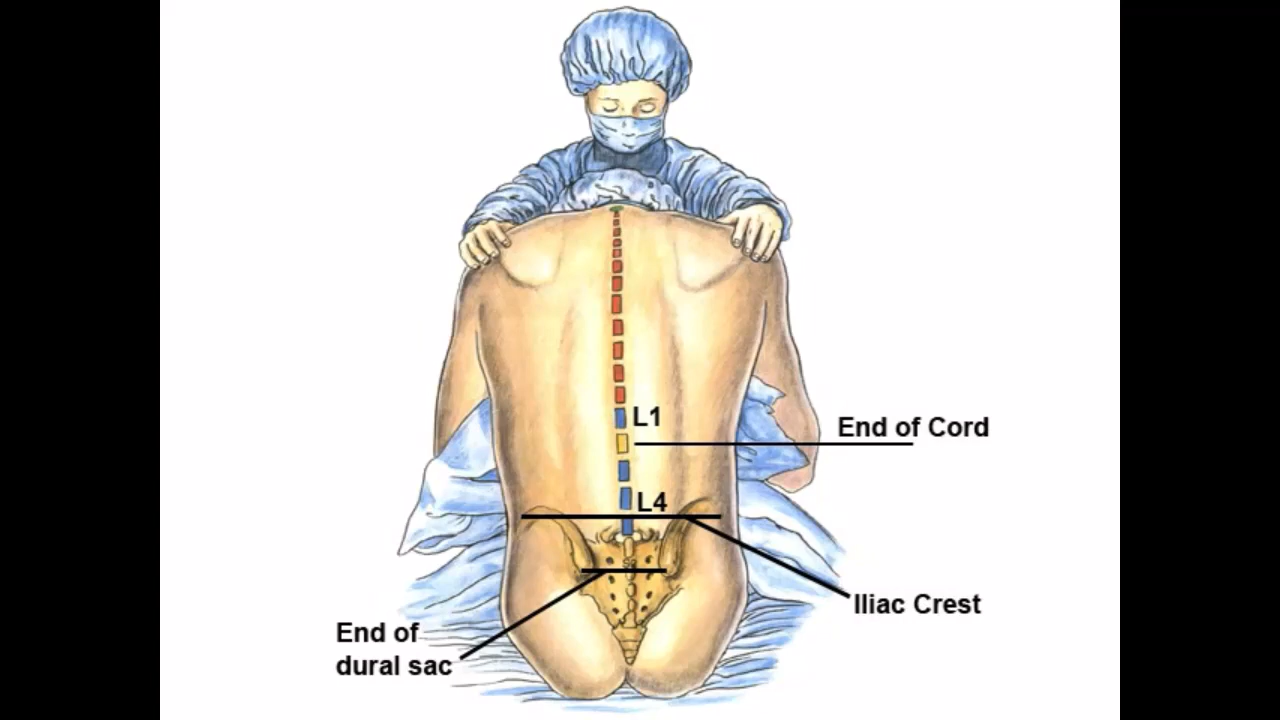 L1
End of Cord
L4
Iliac Crest
End of
dural sac